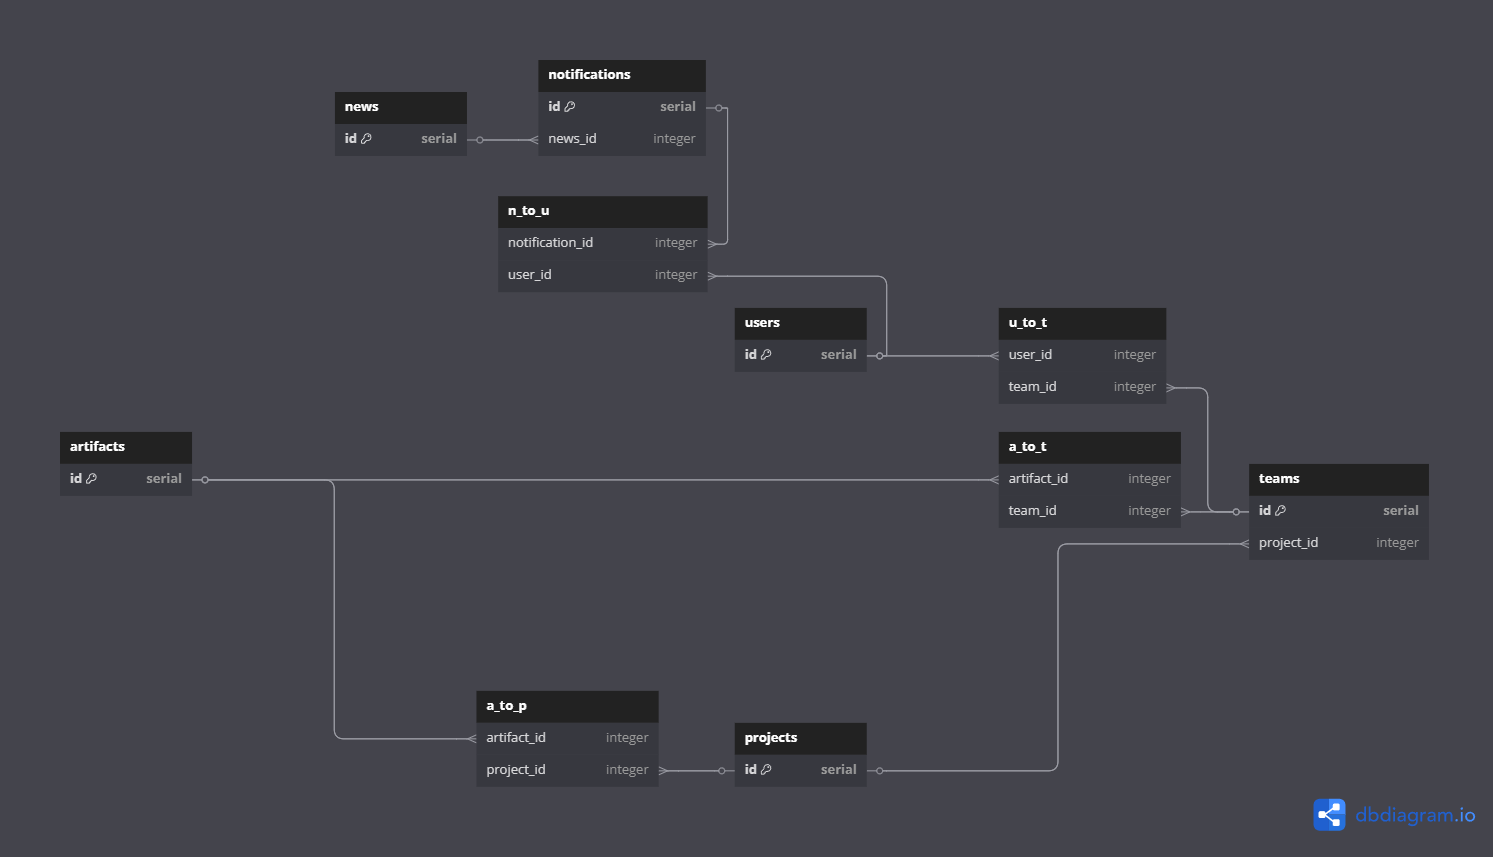 notifications
id serial
news_id integer
news
id serial
n_to_u
notification_id integer
user_id integer
users
id serial
u_to_t
user_id integer
team_id integer
artifacts
id serial
a_to_t
artifact_id integer
team_id integer
teams
id serial
project_id integer
a_to_p
artifact_id integer
project_id integer
projects
id serial
dbdiagram.io